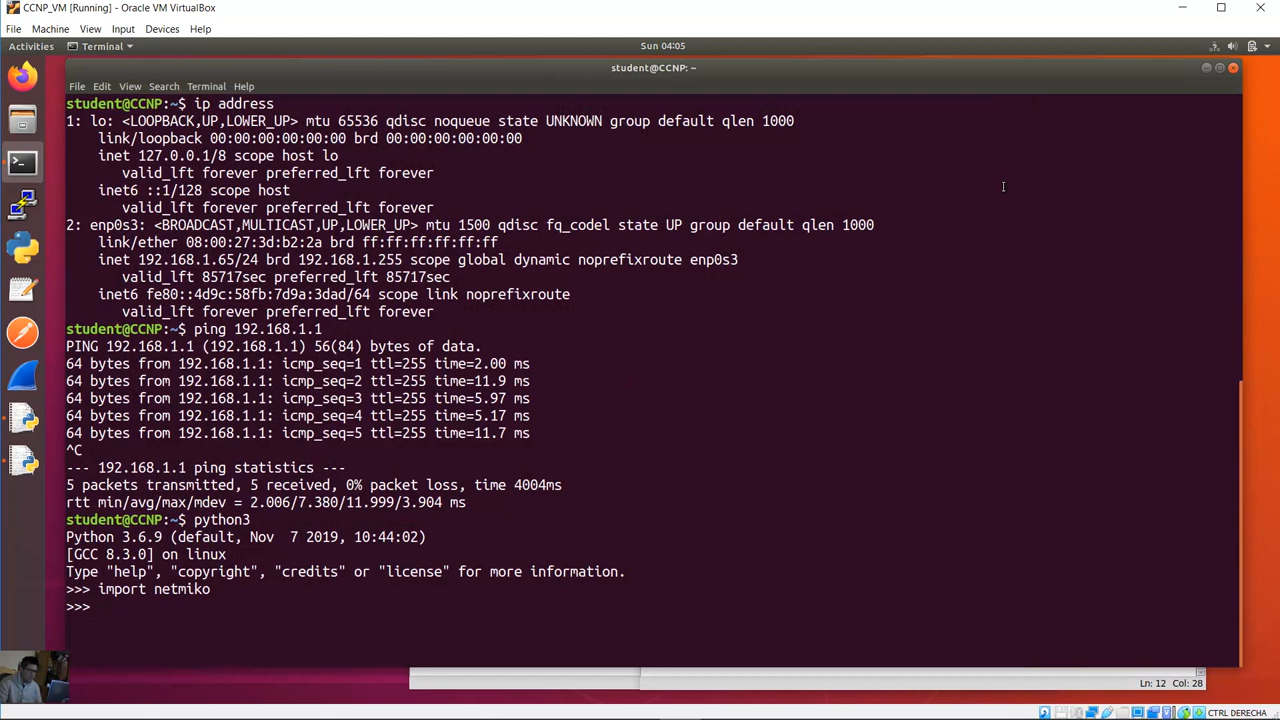 CCNP_VM [Running] - Oracle VM VirtualBox
File Machine View Input Devices Help
Activities Terminal Sun 04:05
student@CCNP: ~
File Edit View Search Terminal Help
student@CCNP:~$ ip address
1: lo: <LOOPBACK,UP,LOWER_UP> mtu 65536 qdisc noqueue state UNKNOWN group default qlen 1000
link/loopback 00:00:00:00:00:00 brd 00:00:00:00:00:00
inet 127.0.0.1/8 scope host lo
valid_lft forever preferred_lft forever
inet6 ::1/128 scope host
valid_lft forever preferred_lft forever
2: enp0s3: <BROADCAST,MULTICAST,UP,LOWER_UP> mtu 1500 qdisc fq_codel state UP group default qlen 1000
link/ether 08:00:27:3d:b2:2a brd ff:ff:ff:ff:ff:ff
inet 192.168.1.65/24 brd 192.168.1.255 scope global dynamic noprefixroute enp0s3
valid_lft 85717sec preferred_lft 85717sec
inet6 fe80::4d9c:58fb:7d9a:3dad/64 scope link noprefixroute
valid_lft forever preferred_lft forever
student@CCNP:~$ ping 192.168.1.1
PING 192.168.1.1 (192.168.1.1) 56(84) bytes of data.
64 bytes from 192.168.1.1: icmp_seq=1 ttl=255 time=2.00 ms
64 bytes from 192.168.1.1: icmp_seq=2 ttl=255 time=11.9 ms
64 bytes from 192.168.1.1: icmp_seq=3 ttl=255 time=5.97 ms
64 bytes from 192.168.1.1: icmp_seq=4 ttl=255 time=5.17 ms
64 bytes from 192.168.1.1: icmp_seq=5 ttl=255 time=11.7 ms
^C
--- 192.168.1.1 ping statistics ---
5 packets transmitted, 5 received, 0% packet loss, time 4004ms
rtt min/avg/max/mdev = 2.006/7.380/11.999/3.904 ms
student@CCNP:~$ python3
Python 3.6.9 (default, Nov  7 2019, 10:44:02)
[GCC 8.3.0] on linux
Type "help", "copyright", "credits" or "license" for more information.
>>> import netmiko
>>>
Ln: 12 Col: 28
CTRL DERECHA